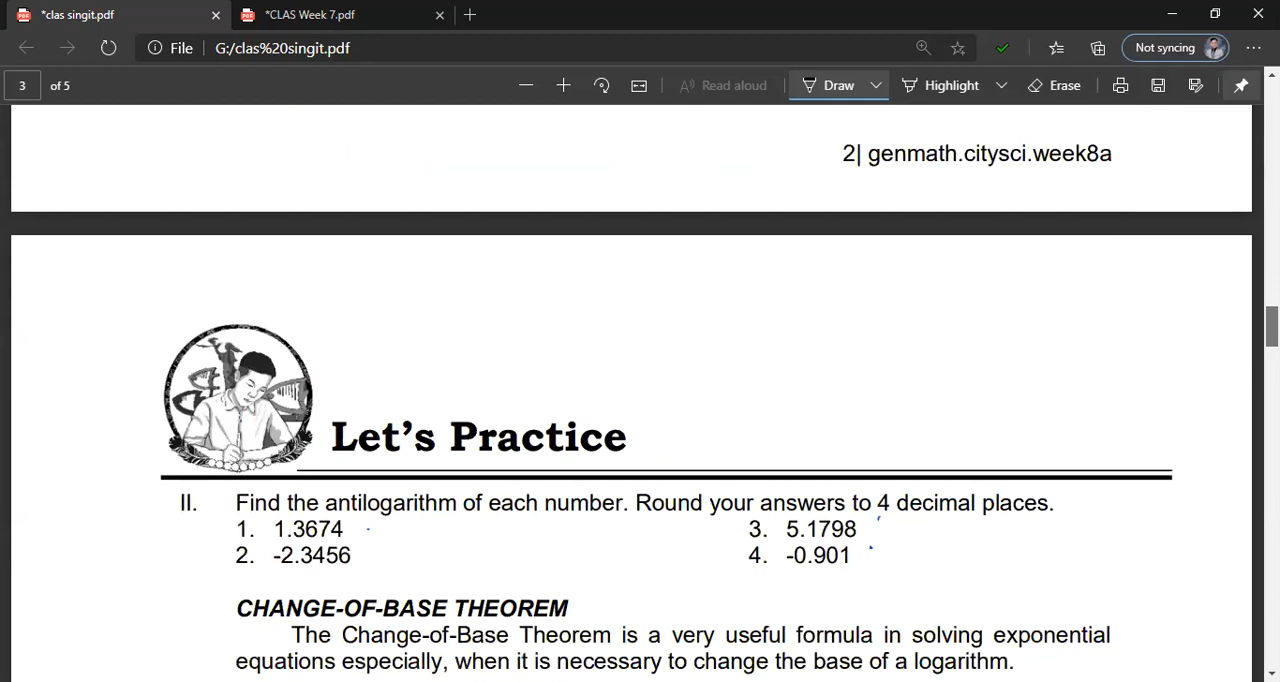 *clas singit.pdf
*CLAS Week 7.pdf
File
G:/clas%20singit.pdf
Not syncing
3 of 5
Read aloud
Draw
Highlight
Erase
2| genmath.citysci.week8a
Let's Practice
II. Find the antilogarithm of each number. Round your answers to 4 decimal places.
1. 1.3674 3. 5.1798
2. -2.3456 4. -0.901
CHANGE-OF-BASE THEOREM
The Change-of-Base Theorem is a very useful formula in solving exponential
equations especially, when it is necessary to change the base of a logarithm.